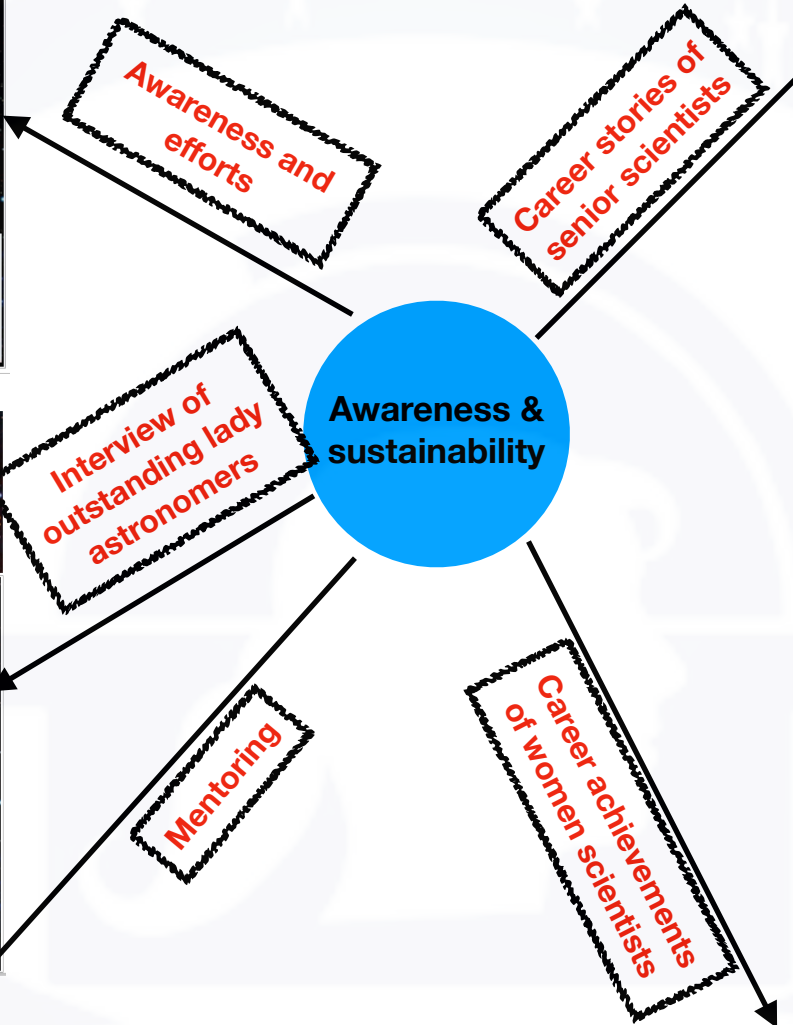 Awareness and
efforts
Career stories of
senior scientists
Awareness &
sustainability
Interview of
outstanding lady
astronomers
Mentoring
Career achievements
of women scientists